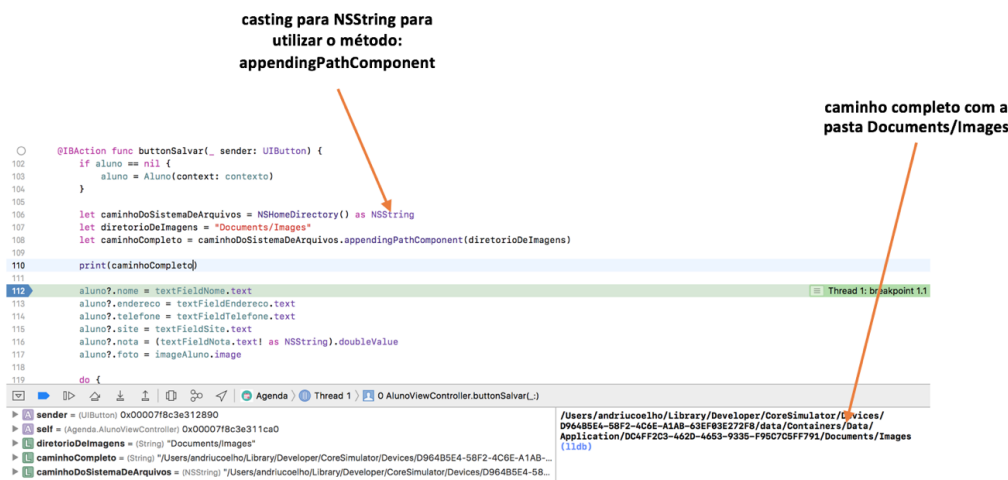 casting para NSString para
utilizar o método:
appendingPathComponent
caminho completo com a
pasta Documents/Images
@IBAction func buttonSalvar(_ sender: UIButton) {
102 if aluno == nil {
103 aluno = Aluno(context: contexto)
104 }
105
106 let caminhoDoSistemaDeArquivos = NSHomeDirectory() as NSString
107 let diretorioDeImagens = "Documents/Images"
108 let caminhoCompleto = caminhoDoSistemaDeArquivos.appendingPathComponent(diretorioDeImagens)
109
110 print(caminhoCompleto)
111
112 aluno?.nome = textFieldNome.text
Thread 1: breakpoint 1.1
113 aluno?.endereco = textFieldEndereco.text
114 aluno?.telefone = textFieldTelefone.text
115 aluno?.site = textFieldSite.text
116 aluno?.nota = (textFieldNota.text! as NSString).doubleValue
117 aluno?.foto = imageAluno.image
118
119 do {
Agenda Thread 1 0 AlunoViewController.buttonSalvar(_:)
A sender = (UIButton) 0x00007f8c3e312890
A self = (Agenda.AlunoViewController) 0x00007f8c3e311ca0
L diretorioDeImagens = (String) "Documents/Images"
L caminhoCompleto = (String) "/Users/andriucoelho/Library/Developer/CoreSimulator/Devices/D964B5E4-58F2-4C6E-A1AB-...
L caminhoDoSistemaDeArquivos = (NSString) "/Users/andriucoelho/Library/Developer/CoreSimulator/Devices/D964B5E4-58...
/Users/andriucoelho/Library/Developer/CoreSimulator/Devices/
D964B5E4-58F2-4C6E-A1AB-63EF03E272F8/data/Containers/Data/
Application/DC4FF2C3-462D-4653-9335-F95C7C5FF791/Documents/Images
(lldb)